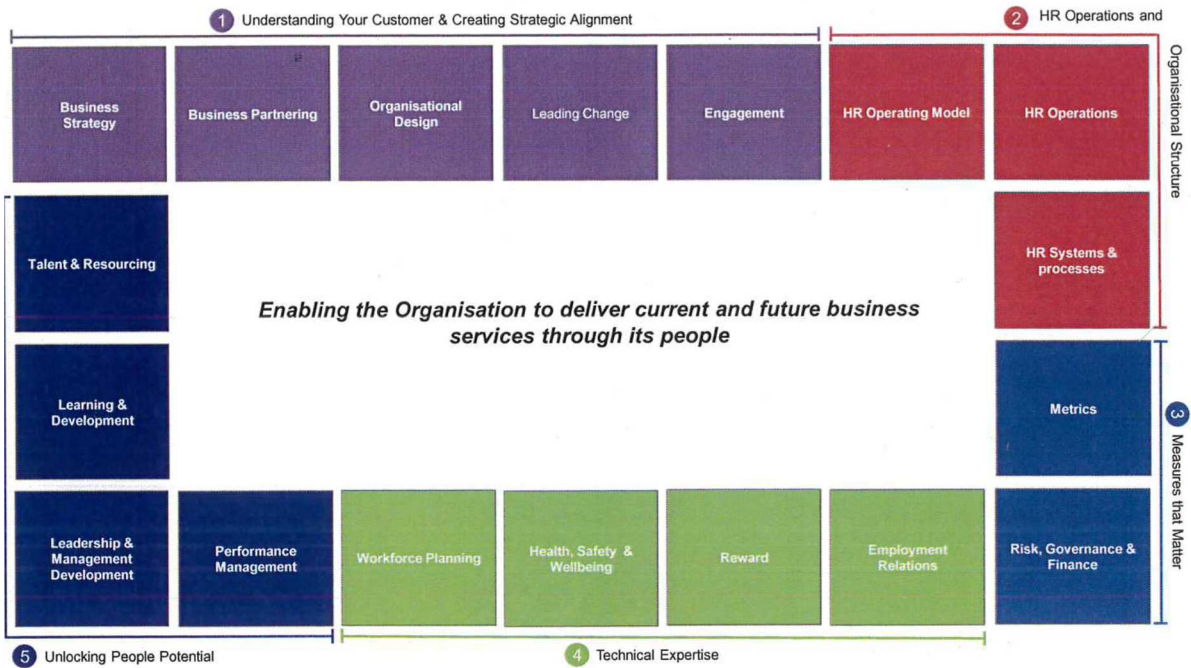 1 Understanding Your Customer & Creating Strategic Alignment
2 HR Operations and
Organisational Structure
Business
Strategy
Business Partnering
Organisational
Design
Leading Change
Engagement
HR Operating Model
HR Operations
Talent & Resourcing
HR Systems &
processes
Enabling the Organisation to deliver current and future business
services through its people
Learning &
Development
Metrics
3 Measures that Matter
Leadership &
Management
Development
Performance
Management
Workforce Planning
Health, Safety &
Wellbeing
Reward
Employment
Relations
Risk, Governance &
Finance
5 Unlocking People Potential
4 Technical Expertise